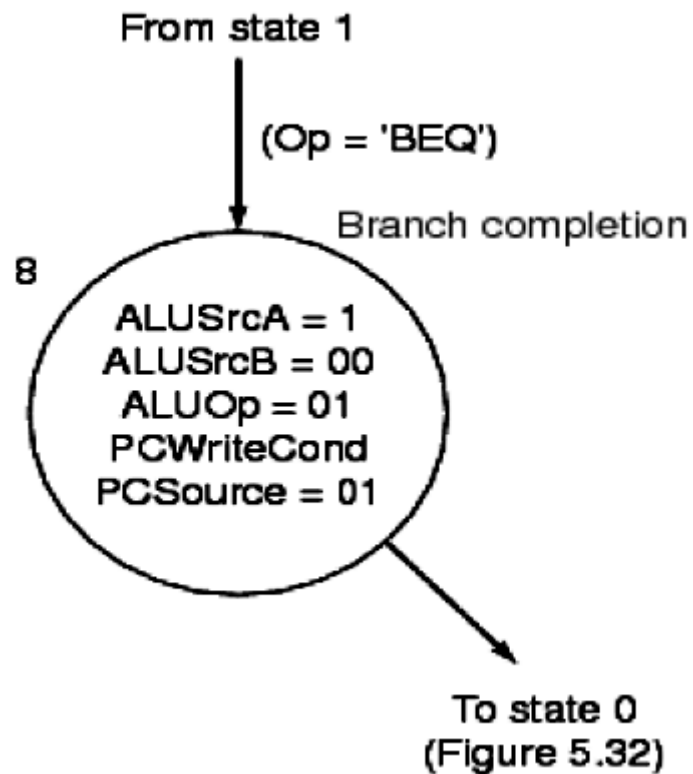 From state 1
(Op = 'BEQ')
Branch completion
8
ALUSrcA = 1
ALUSrcB = 00
ALUOp = 01
PCWriteCond
PCSource = 01
To state 0
(Figure 5.32)